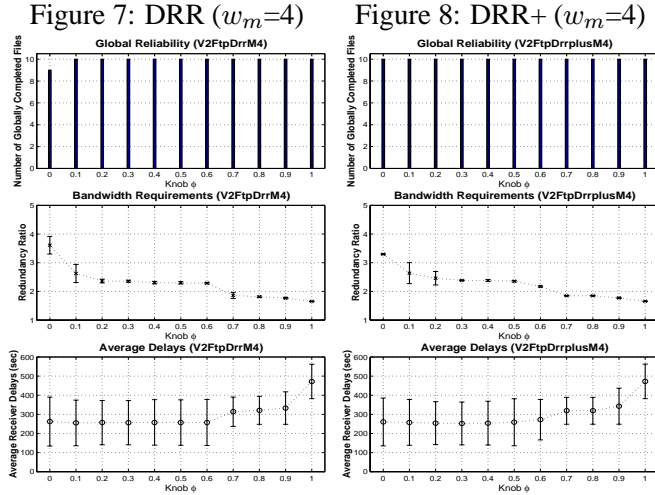 Figure 7: DRR (wm=4)
Global Reliability (V2FtpDrrM4)
Number of Globally Completed Files
10
8
6
4
2
0
0 0.1 0.2 0.3 0.4 0.5 0.6 0.7 0.8 0.9 1
Knob ϕ
Bandwidth Requirements (V2FtpDrrM4)
Redundancy Ratio
5
4
3
2
1
0 0.1 0.2 0.3 0.4 0.5 0.6 0.7 0.8 0.9 1
Knob ϕ
Average Delays (V2FtpDrrM4)
Average Receiver Delays (sec)
600
500
400
300
200
100
0
0 0.1 0.2 0.3 0.4 0.5 0.6 0.7 0.8 0.9 1
Knob ϕ
Figure 8: DRR+ (wm=4)
Global Reliability (V2FtpDrrplusM4)
Number of Globally Completed Files
10
8
6
4
2
0
0 0.1 0.2 0.3 0.4 0.5 0.6 0.7 0.8 0.9 1
Knob ϕ
Bandwidth Requirements (V2FtpDrrplusM4)
Redundancy Ratio
5
4
3
2
1
0 0.1 0.2 0.3 0.4 0.5 0.6 0.7 0.8 0.9 1
Knob ϕ
Average Delays (V2FtpDrrplusM4)
Average Receiver Delays (sec)
600
500
400
300
200
100
0
0 0.1 0.2 0.3 0.4 0.5 0.6 0.7 0.8 0.9 1
Knob ϕ